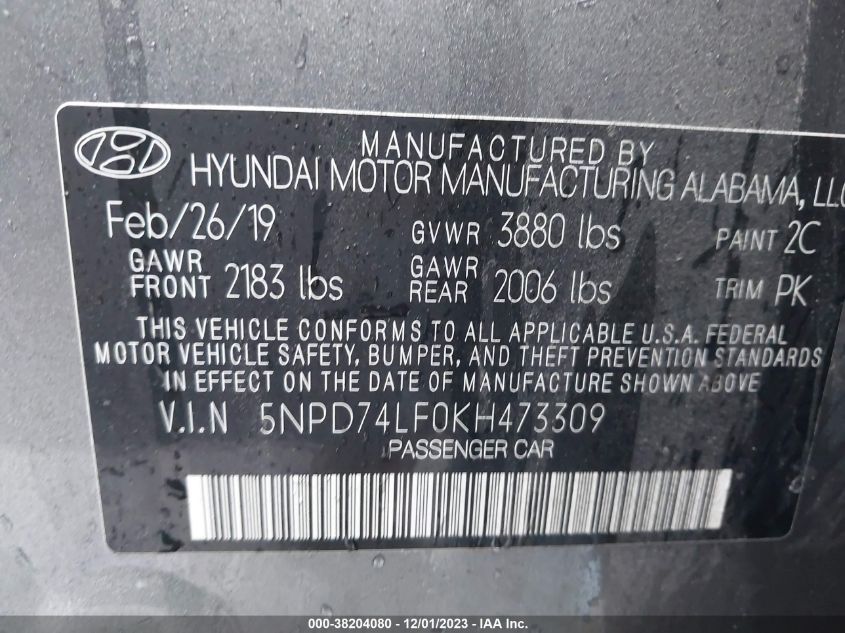 MANUFACTURED BY
HYUNDAI MOTOR MANUFACTURING ALABAMA, LLC
Feb/26/19 GVWR 3880 lbs PAINT 2C
GAWR FRONT 2183 lbs GAWR REAR 2006 lbs TRIM PK
THIS VEHICLE CONFORMS TO ALL APPLICABLE U.S.A. FEDERAL
MOTOR VEHICLE SAFETY, BUMPER, AND THEFT PREVENTION STANDARDS
IN EFFECT ON THE DATE OF MANUFACTURE SHOWN ABOVE
V.I.N 5NPD74LF0KH473309
PASSENGER CAR
000-38204080 - 12/01/2023 - IAA Inc.